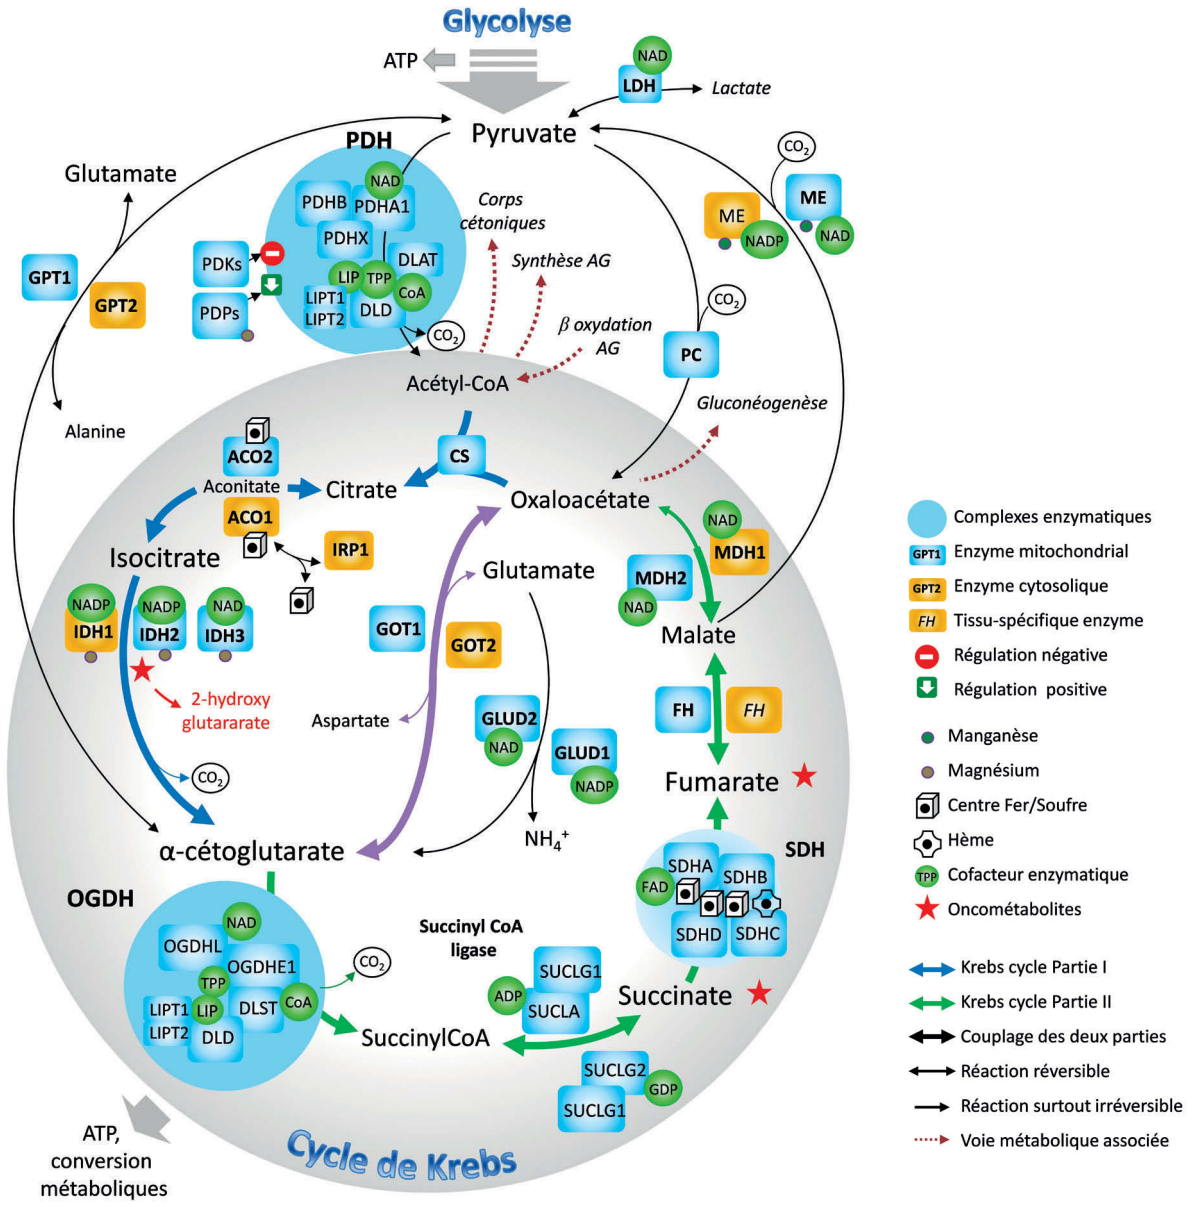 Glycolyse
ATP
NAD
LDH
Lactate
Pyruvate
PDH
CO2
Glutamate
NAD
PDHB
PDHA1
PDHX
DLAT
LIP
TPP
CoA
LIPT1
LIPT2
DLD
PDKs
PDPs
CO2
Corps
cétoniques
Synthèse AG
β oxydation
AG
ME
NADP
ME
NAD
GPT1
GPT2
CO2
PC
Acétyl-CoA
Gluconéogenèse
Alanine
ACO2
CS
Aconitate
Citrate
Oxaloacétate
ACO1
IRP1
Isocitrate
NAD
MDH1
MDH2
NAD
Glutamate
NADP
IDH1
NADP
IDH2
NAD
IDH3
GOT1
GOT2
Malate
2-hydroxy
glutararate
Aspartate
GLUD2
NAD
GLUD1
NADP
FH
FH
CO2
Fumarate
NH4+
α-cétoglutarate
SDH
SDHA
SDHB
FAD
SDHD
SDHC
OGDH
NAD
OGDHL
OGDHE1
TPP
LIPT1
LIP
DLST
CoA
LIPT2
DLD
CO2
Succinyl CoA
ligase
SUCLG1
ADP
SUCLA
Succinate
SuccinylCoA
SUCLG2
GDP
SUCLG1
ATP,
conversion
métaboliques
Cycle de Krebs
Complexes enzymatiques
GPT1 Enzyme mitochondrial
GPT2 Enzyme cytosolique
FH Tissu-spécifique enzyme
Régulation négative
Régulation positive
Manganèse
Magnésium
Centre Fer/Soufre
Hème
TPP Cofacteur enzymatique
Oncométabolites
Krebs cycle Partie I
Krebs cycle Partie II
Couplage des deux parties
Réaction réversible
Réaction surtout irréversible
Voie métabolique associée